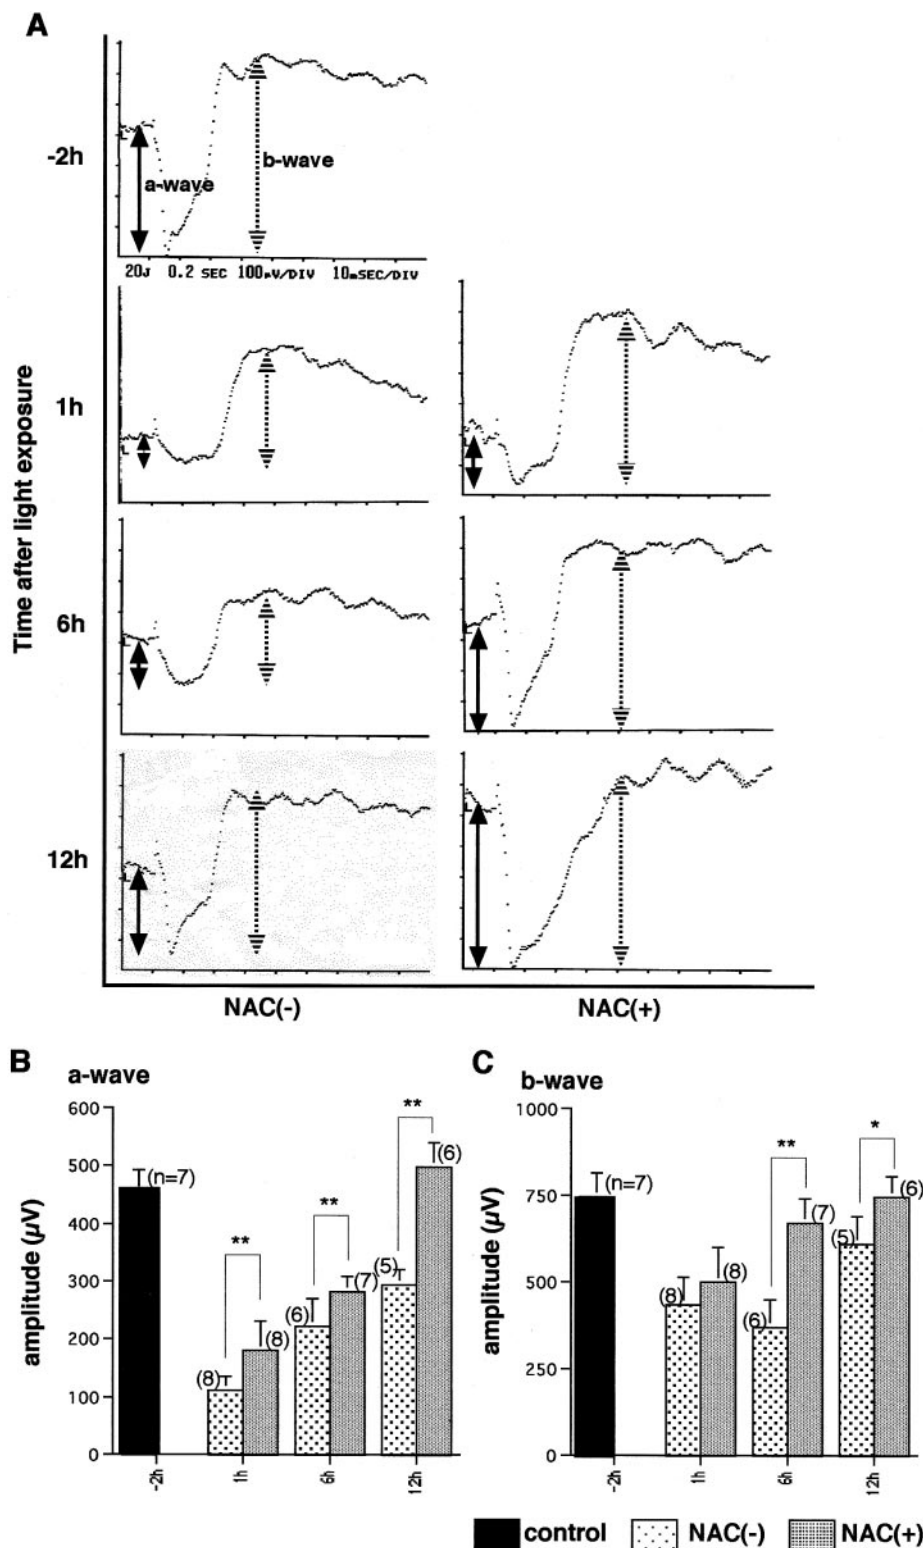 A
-2h
a-wave
b-wave
20J 0.2 SEC 100µV/DIV 10mSEC/DIV
Time after light exposure
1h
6h
12h
NAC(-)
NAC(+)
B
a-wave
amplitude (µV)
600
500
400
300
200
100
0
(n=7)
(8)
**
(8)
(6)
**
(7)
(5)
**
(6)
-2h
1h
6h
12h
C
b-wave
amplitude (µV)
1000
750
500
250
0
(n=7)
(8)
(8)
(6)
**
(7)
(5)
*
(6)
-2h
1h
6h
12h
control
NAC(-)
NAC(+)